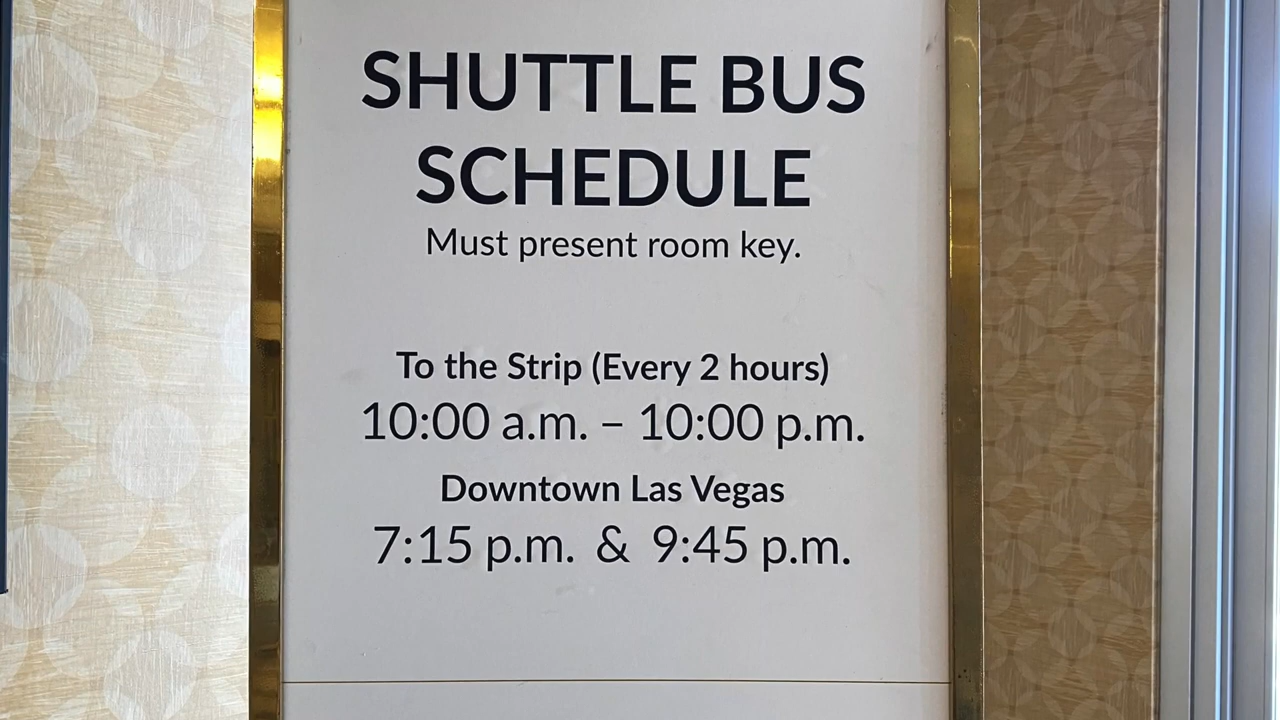 SHUTTLE BUS
SCHEDULE
Must present room key.
To the Strip (Every 2 hours)
10:00 a.m. – 10:00 p.m.
Downtown Las Vegas
7:15 p.m. & 9:45 p.m.